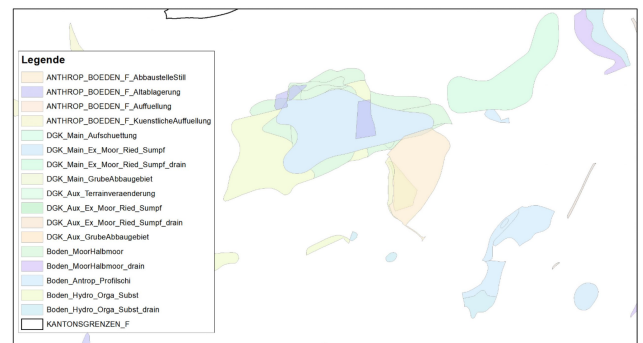 Legende
ANTHROP_BOEDEN_F_AbbaustelleStill
ANTHROP_BOEDEN_F_Altablagerung
ANTHROP_BOEDEN_F_Auffuellung
ANTHROP_BOEDEN_F_KuenstlicheAuffuellung
DGK_Main_Aufschuettung
DGK_Main_Ex_Moor_Ried_Sumpf
DGK_Main_Ex_Moor_Ried_Sumpf_drain
DGK_Main_GrubeAbbaugebiet
DGK_Aux_Terrainveraenderung
DGK_Aux_Ex_Moor_Ried_Sumpf
DGK_Aux_Ex_Moor_Ried_Sumpf_drain
DGK_Aux_GrubeAbbaugebiet
Boden_MoorHalbmoor
Boden_MoorHalbmoor_drain
Boden_Antrop_Profilschi
Boden_Hydro_Orga_Subst
Boden_Hydro_Orga_Subst_drain
KANTONSGRENZEN_F